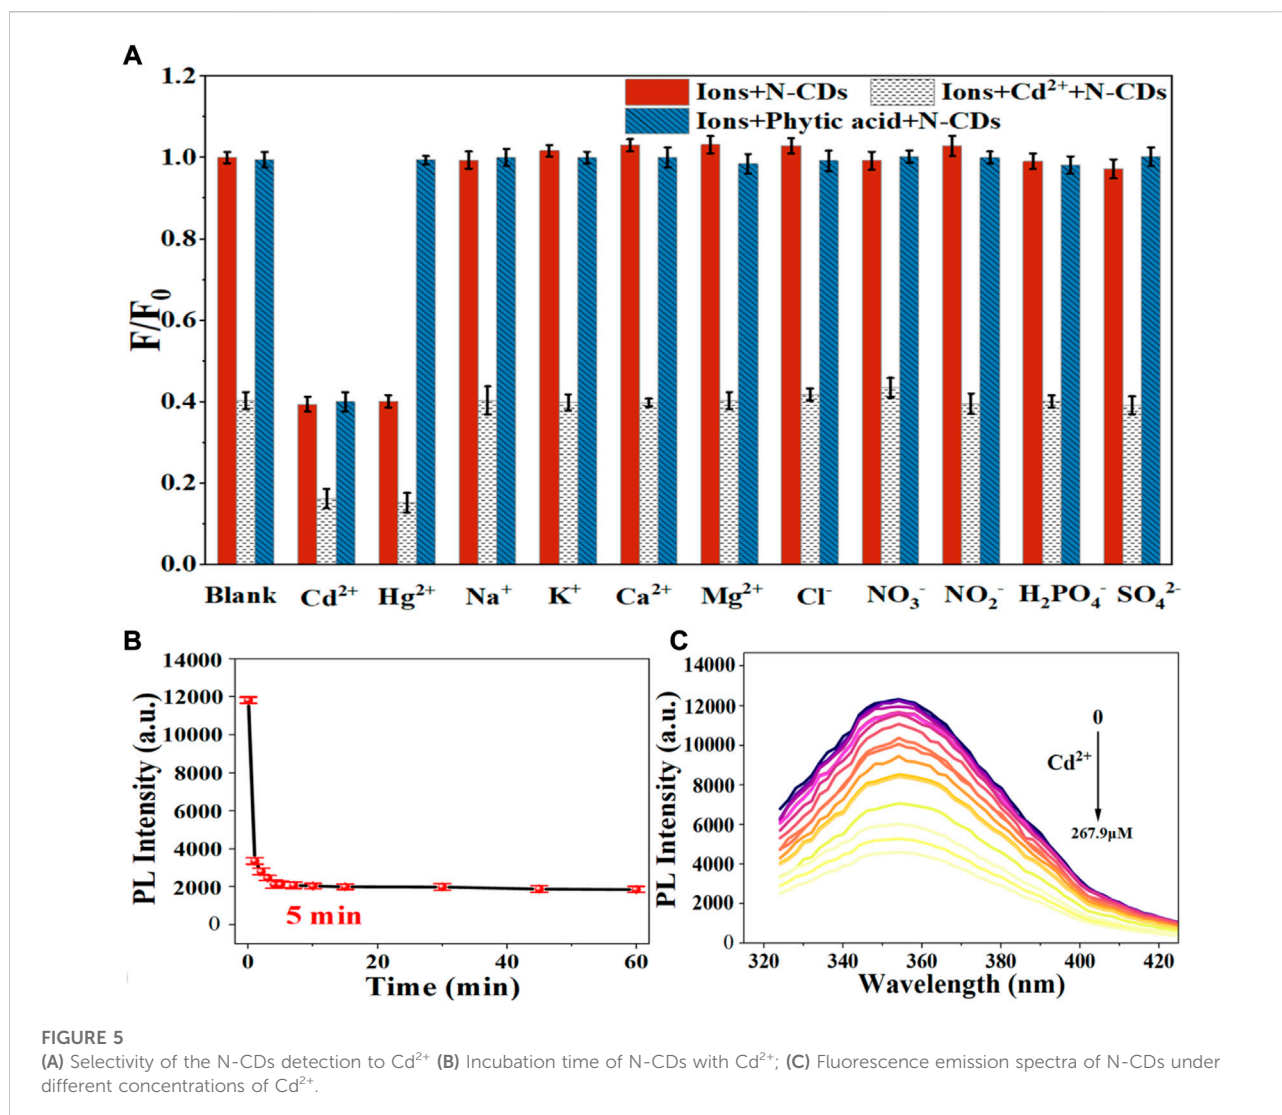 A
1.2
1.0
0.8
0.6
0.4
0.2
0.0
F/F₀
Ions+N-CDs
Ions+Cd²⁺+N-CDs
Ions+Phytic acid+N-CDs
Blank Cd²⁺ Hg²⁺ Na⁺ K⁺ Ca²⁺ Mg²⁺ Cl⁻ NO₃⁻ NO₂⁻ H₂PO₄⁻ SO₄²⁻
B
14000
12000
10000
8000
6000
4000
2000
0
PL Intensity (a.u.)
5 min
0 20 40 60
Time (min)
C
14000
12000
10000
8000
6000
4000
2000
0
PL Intensity (a.u.)
0
Cd²⁺
267.9μM
320 340 360 380 400 420
Wavelength (nm)
FIGURE 5
(A) Selectivity of the N-CDs detection to Cd²⁺ (B) Incubation time of N-CDs with Cd²⁺; (C) Fluorescence emission spectra of N-CDs under
different concentrations of Cd²⁺.